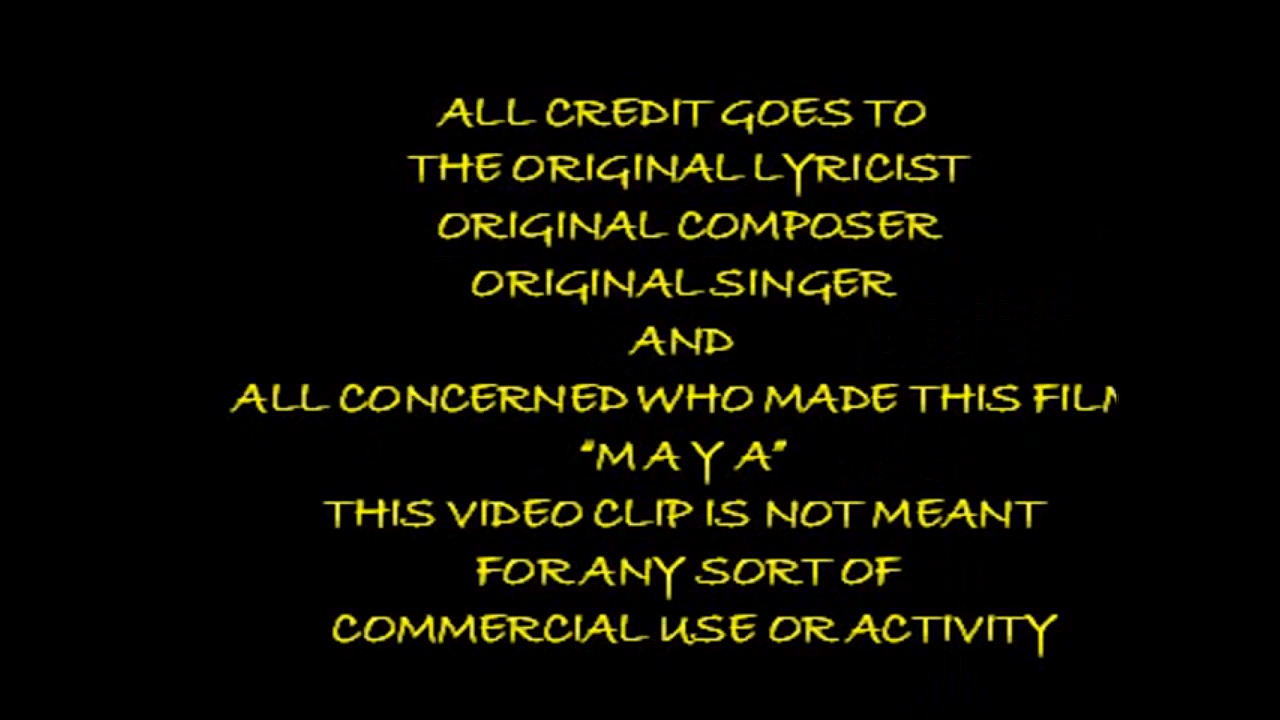 ALL CREDIT GOES TO
THE ORIGINAL LYRICIST
ORIGINAL COMPOSER
ORIGINAL SINGER
AND
ALL CONCERNED WHO MADE THIS FIL
"M A Y A"
THIS VIDEO CLIP IS NOT MEANT
FOR ANY SORT OF
COMMERCIAL USE OR ACTIVITY